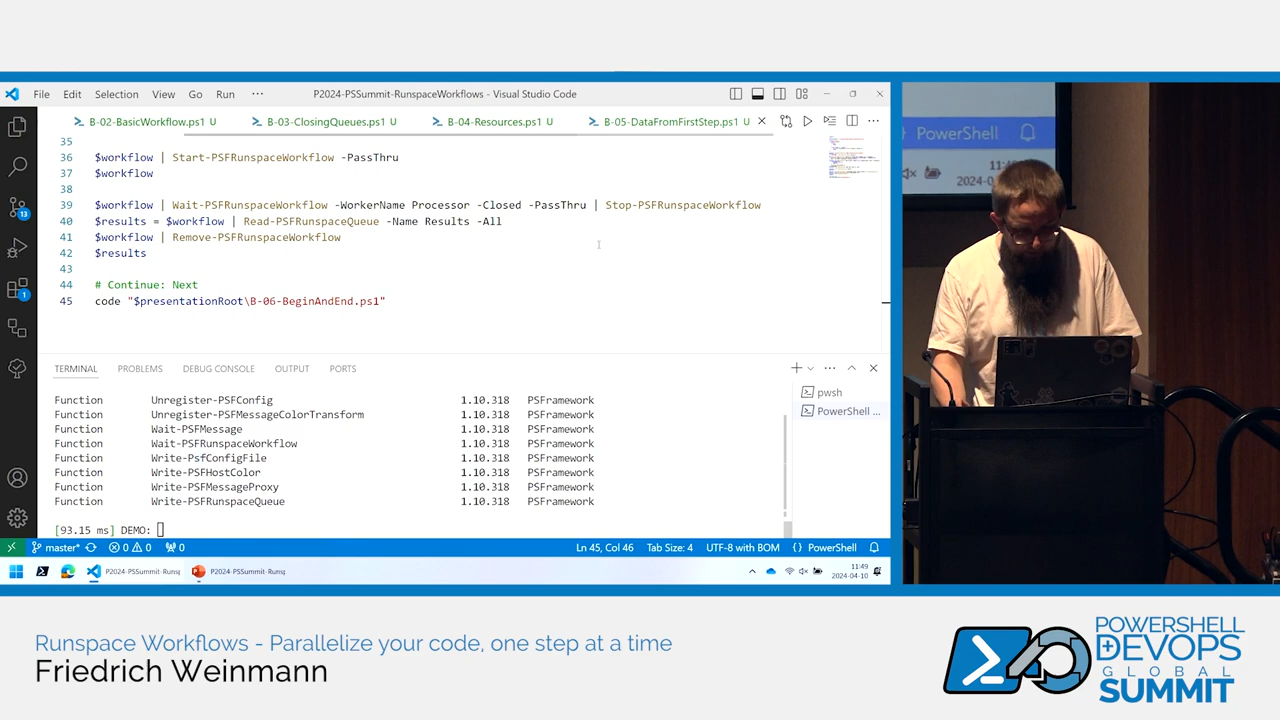 File Edit Selection View Go Run ··· P2024-PSSummit-RunspaceWorkflows - Visual Studio Code
B-02-BasicWorkflow.ps1 U B-03-ClosingQueues.ps1 U B-04-Resources.ps1 U B-05-DataFromFirstStep.ps1 U
35
36 $workflow | Start-PSFRunspaceWorkflow -PassThru
37 $workflow
38
39 $workflow | Wait-PSFRunspaceWorkflow -WorkerName Processor -Closed -PassThru | Stop-PSFRunspaceWorkflow
40 $results = $workflow | Read-PSFRunspaceQueue -Name Results -All
41 $workflow | Remove-PSFRunspaceWorkflow
42 $results
43
44 # Continue: Next
45 code "$presentationRoot\B-06-BeginAndEnd.ps1"
13
1
TERMINAL PROBLEMS DEBUG CONSOLE OUTPUT PORTS
pwsh
PowerShell ...
Function Unregister-PSFConfig 1.10.318 PSFramework
Function Unregister-PSFMessageColorTransform 1.10.318 PSFramework
Function Wait-PSFMessage 1.10.318 PSFramework
Function Wait-PSFRunspaceWorkflow 1.10.318 PSFramework
Function Write-PsfConfigFile 1.10.318 PSFramework
Function Write-PSFHostColor 1.10.318 PSFramework
Function Write-PSFMessageProxy 1.10.318 PSFramework
Function Write-PSFRunspaceQueue 1.10.318 PSFramework
[93.15 ms] DEMO:
master* 0 0 0 Ln 45, Col 46 Tab Size: 4 UTF-8 with BOM {} PowerShell
P2024-PSSummit-Runsp P2024-PSSummit-Runsp 11:49
2024-04-10
PowerShell
Runspace Workflows - Parallelize your code, one step at a time
Friedrich Weinmann
POWERSHELL
DEVOPS
GLOBAL
SUMMIT